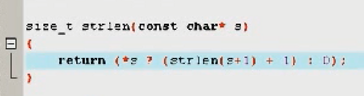 size_t strlen(const char* s)
{
return (*s ? (strlen(s+1) + 1) : 0);
}